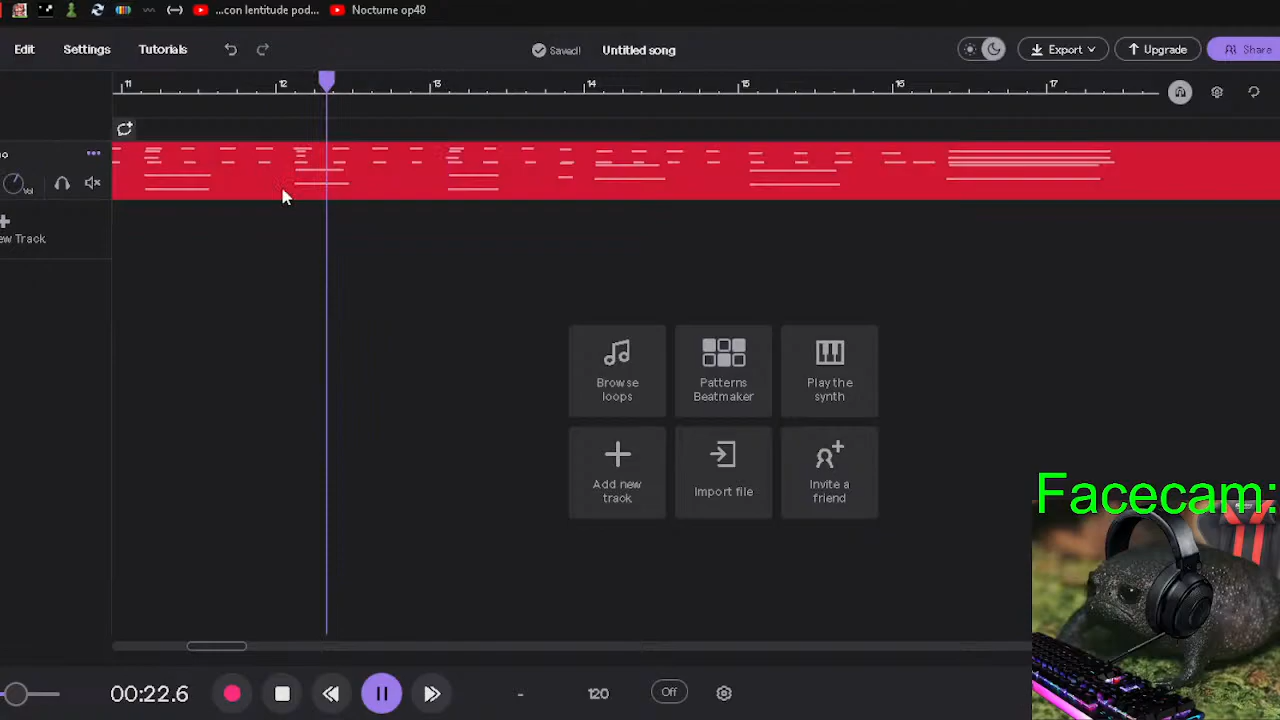 ...con lentitude pod...
Nocturne op48
Edit
Settings
Tutorials
Saved!
Untitled song
Export
Upgrade
Share
11
12
13
14
15
16
17
o
Vol
ew Track
Browse
loops
Patterns
Beatmaker
Play the
synth
Add new
track
Import file
Invite a
friend
Facecam:
00:22.6
-
120
Off